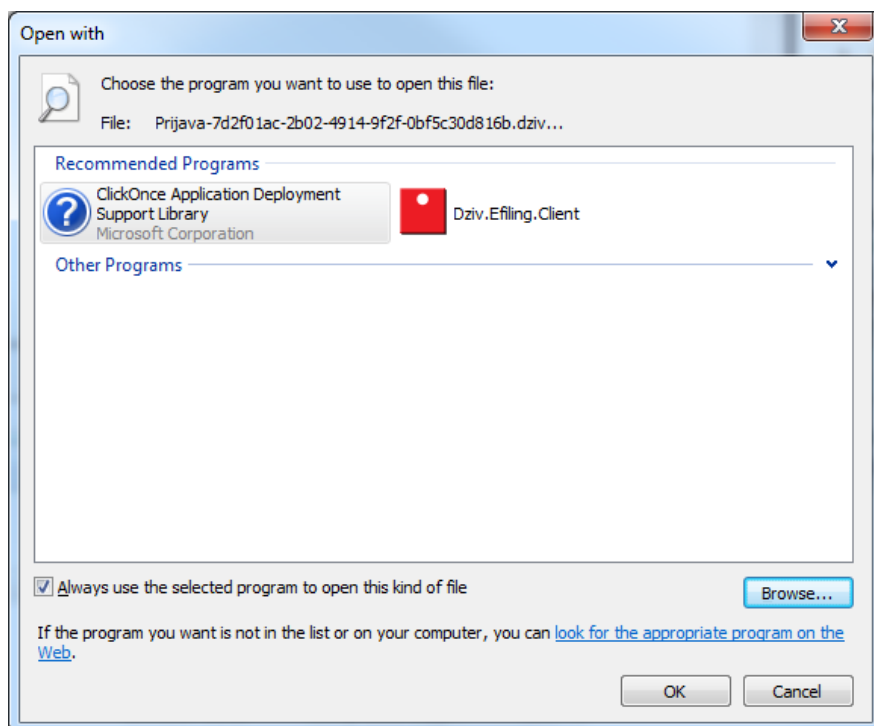 Open with
Choose the program you want to use to open this file:
File: Prijava-7d2f01ac-2b02-4914-9f2f-0bf5c30d816b.dziv...
Recommended Programs
ClickOnce Application Deployment
Support Library
Microsoft Corporation
Dziv.Efiling.Client
Other Programs
Always use the selected program to open this kind of file
Browse...
If the program you want is not in the list or on your computer, you can look for the appropriate program on the
Web.
OK
Cancel